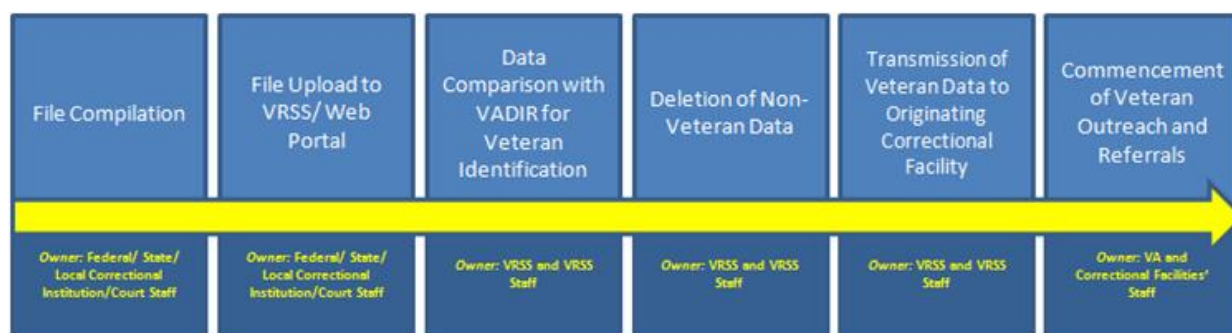 File Compilation
File Upload to
VRSS/ Web
Portal
Data
Comparison with
VADIR for
Veteran
Identification
Deletion of Non-
Veteran Data
Transmission of
Veteran Data to
Originating
Correctional
Facility
Commencement
of Veteran
Outreach and
Referrals
Owner: Federal/ State/
Local Correctional
Institution/Court Staff
Owner: Federal/ State/
Local Correctional
Institution/Court Staff
Owner: VRSS and VRSS
Staff
Owner: VRSS and VRSS
Staff
Owner: VRSS and VRSS
Staff
Owner: VA and
Correctional Facilities'
Staff